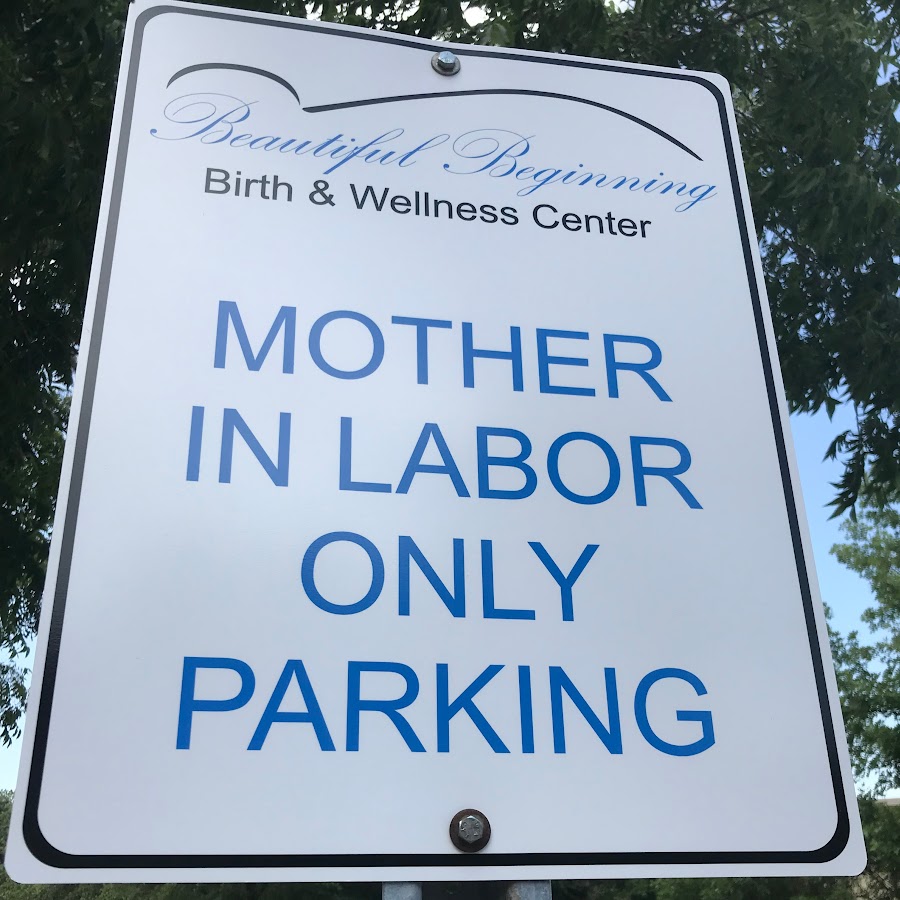 Beautiful Beginning
Birth & Wellness Center
MOTHER
IN LABOR
ONLY
PARKING